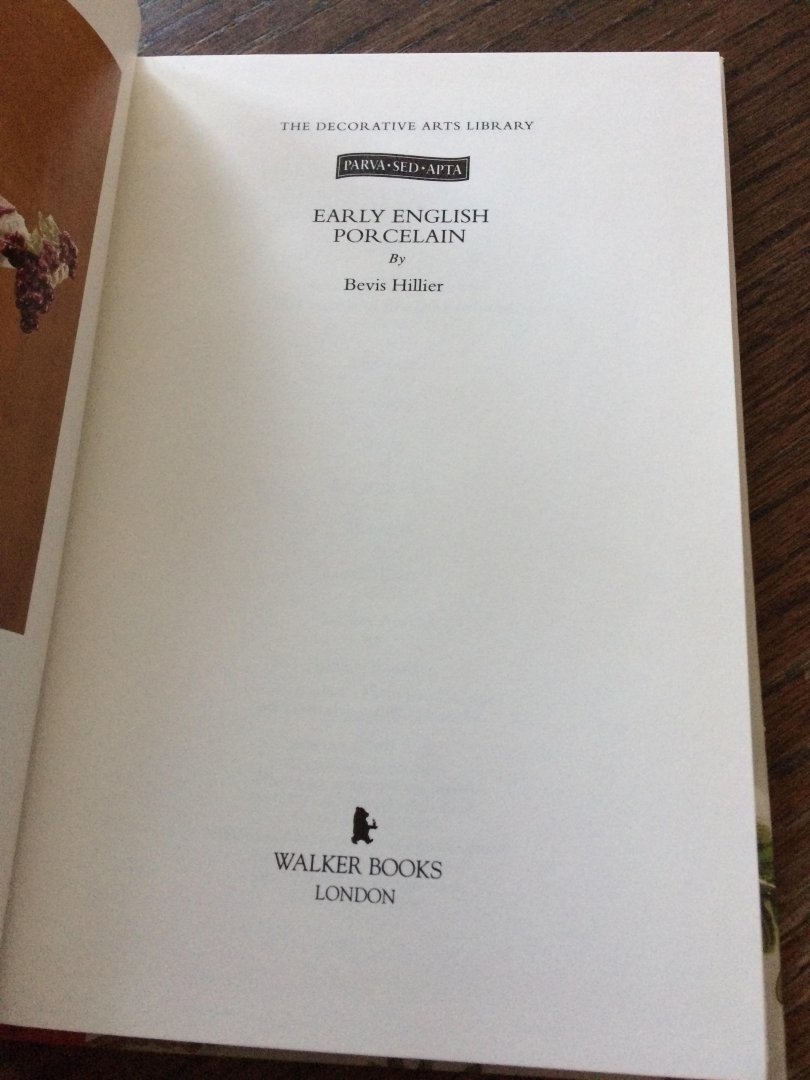 THE DECORATIVE ARTS LIBRARY
PARVA·SED·APTA
EARLY ENGLISH
PORCELAIN
By
Bevis Hillier
WALKER BOOKS
LONDON